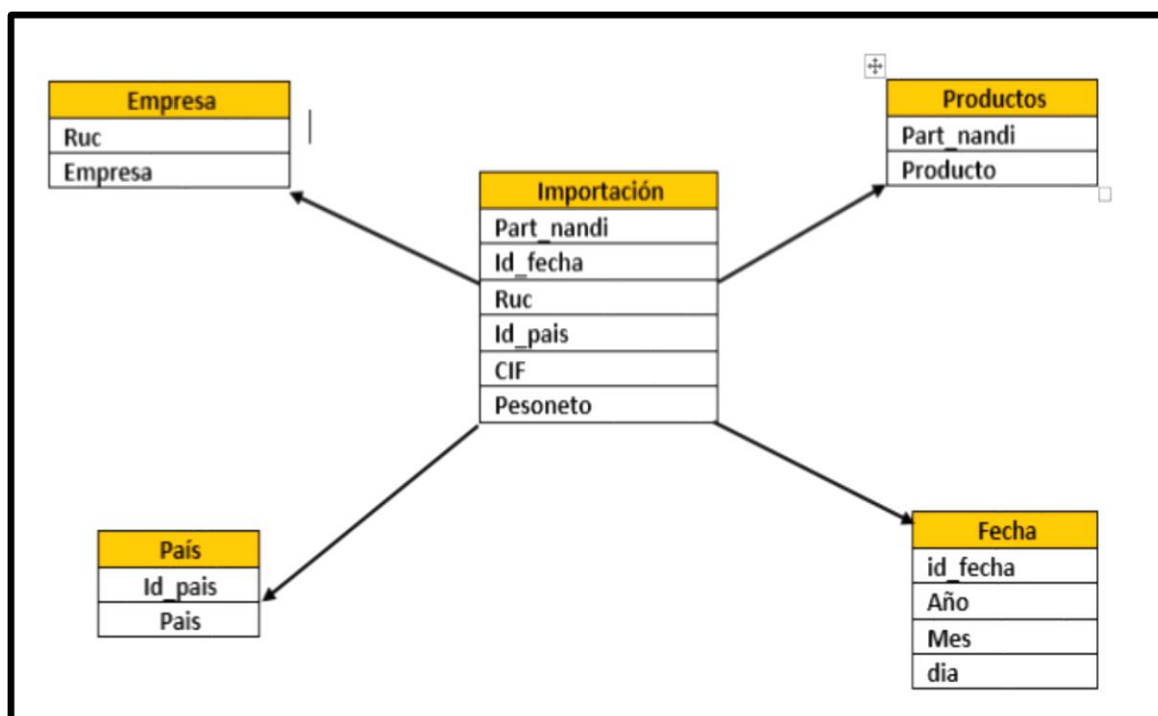 Empresa
Ruc
Empresa
Productos
Part_nandi
Producto
Importación
Part_nandi
Id_fecha
Ruc
Id_pais
CIF
Pesoneto
País
Id_pais
Pais
Fecha
id_fecha
Año
Mes
dia